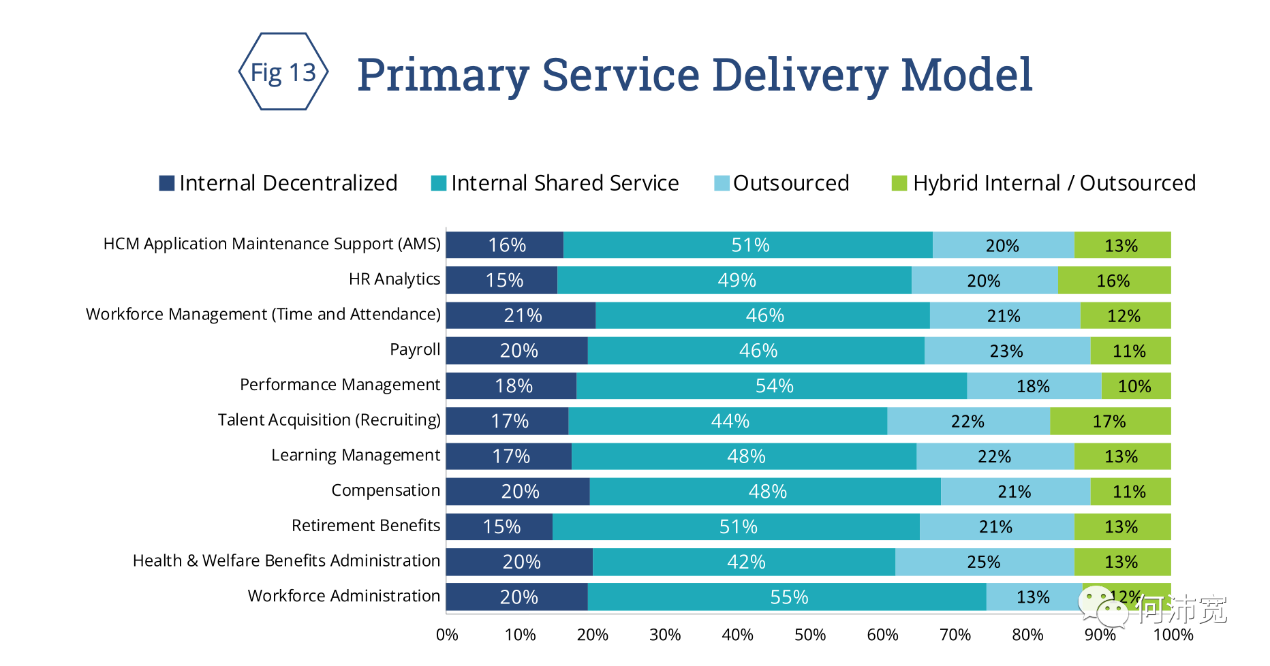 Fig 13
Primary Service Delivery Model
Internal Decentralized Internal Shared Service Outsourced Hybrid Internal / Outsourced
HCM Application Maintenance Support (AMS) 16% 51% 20% 13%
HR Analytics 15% 49% 20% 16%
Workforce Management (Time and Attendance) 21% 46% 21% 12%
Payroll 20% 46% 23% 11%
Performance Management 18% 54% 18% 10%
Talent Acquisition (Recruiting) 17% 44% 22% 17%
Learning Management 17% 48% 22% 13%
Compensation 20% 48% 21% 11%
Retirement Benefits 15% 51% 21% 13%
Health & Welfare Benefits Administration 20% 42% 25% 13%
Workforce Administration 20% 55% 13% 12%
何沛宽
0% 10% 20% 30% 40% 50% 60% 70% 80% 90% 100%